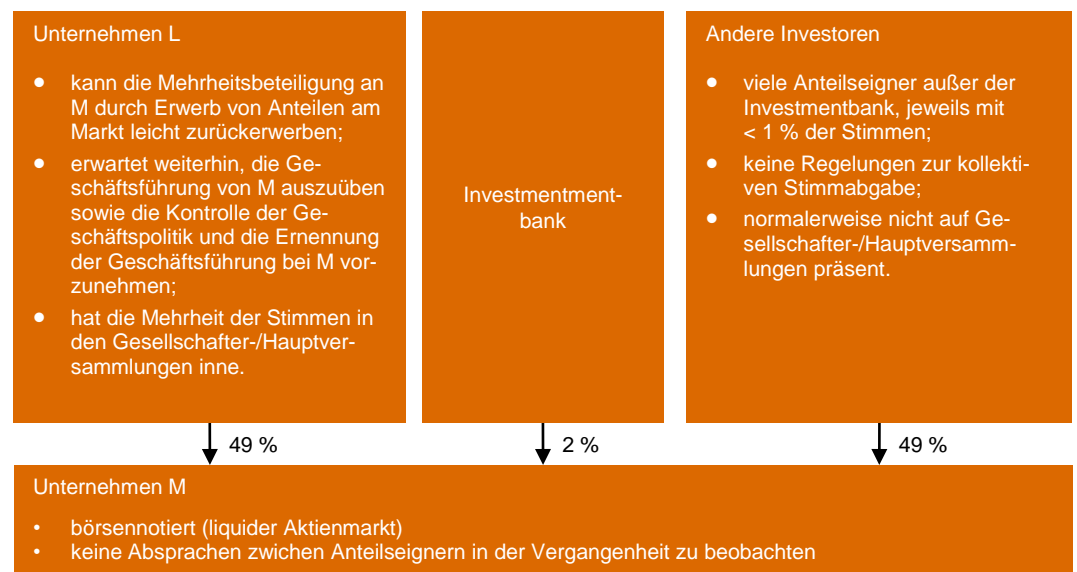 Unternehmen L
● kann die Mehrheitsbeteiligung an
M durch Erwerb von Anteilen am
Markt leicht zurückerwerben;
● erwartet weiterhin, die Ge-
schäftsführung von M auszuüben
sowie die Kontrolle der Ge-
schäftspolitik und die Ernennung
der Geschäftsführung bei M vor-
zunehmen;
● hat die Mehrheit der Stimmen in
den Gesellschafter-/Hauptver-
sammlungen inne.
Investmentment-
bank
Andere Investoren
● viele Anteilseigner außer der
Investmentbank, jeweils mit
< 1 % der Stimmen;
● keine Regelungen zur kollekti-
ven Stimmabgabe;
● normalerweise nicht auf Ge-
sellschafter-/Hauptversamm-
lungen präsent.
49 %
2 %
49 %
Unternehmen M
• börsennotiert (liquider Aktienmarkt)
• keine Absprachen zwichen Anteilseignern in der Vergangenheit zu beobachten